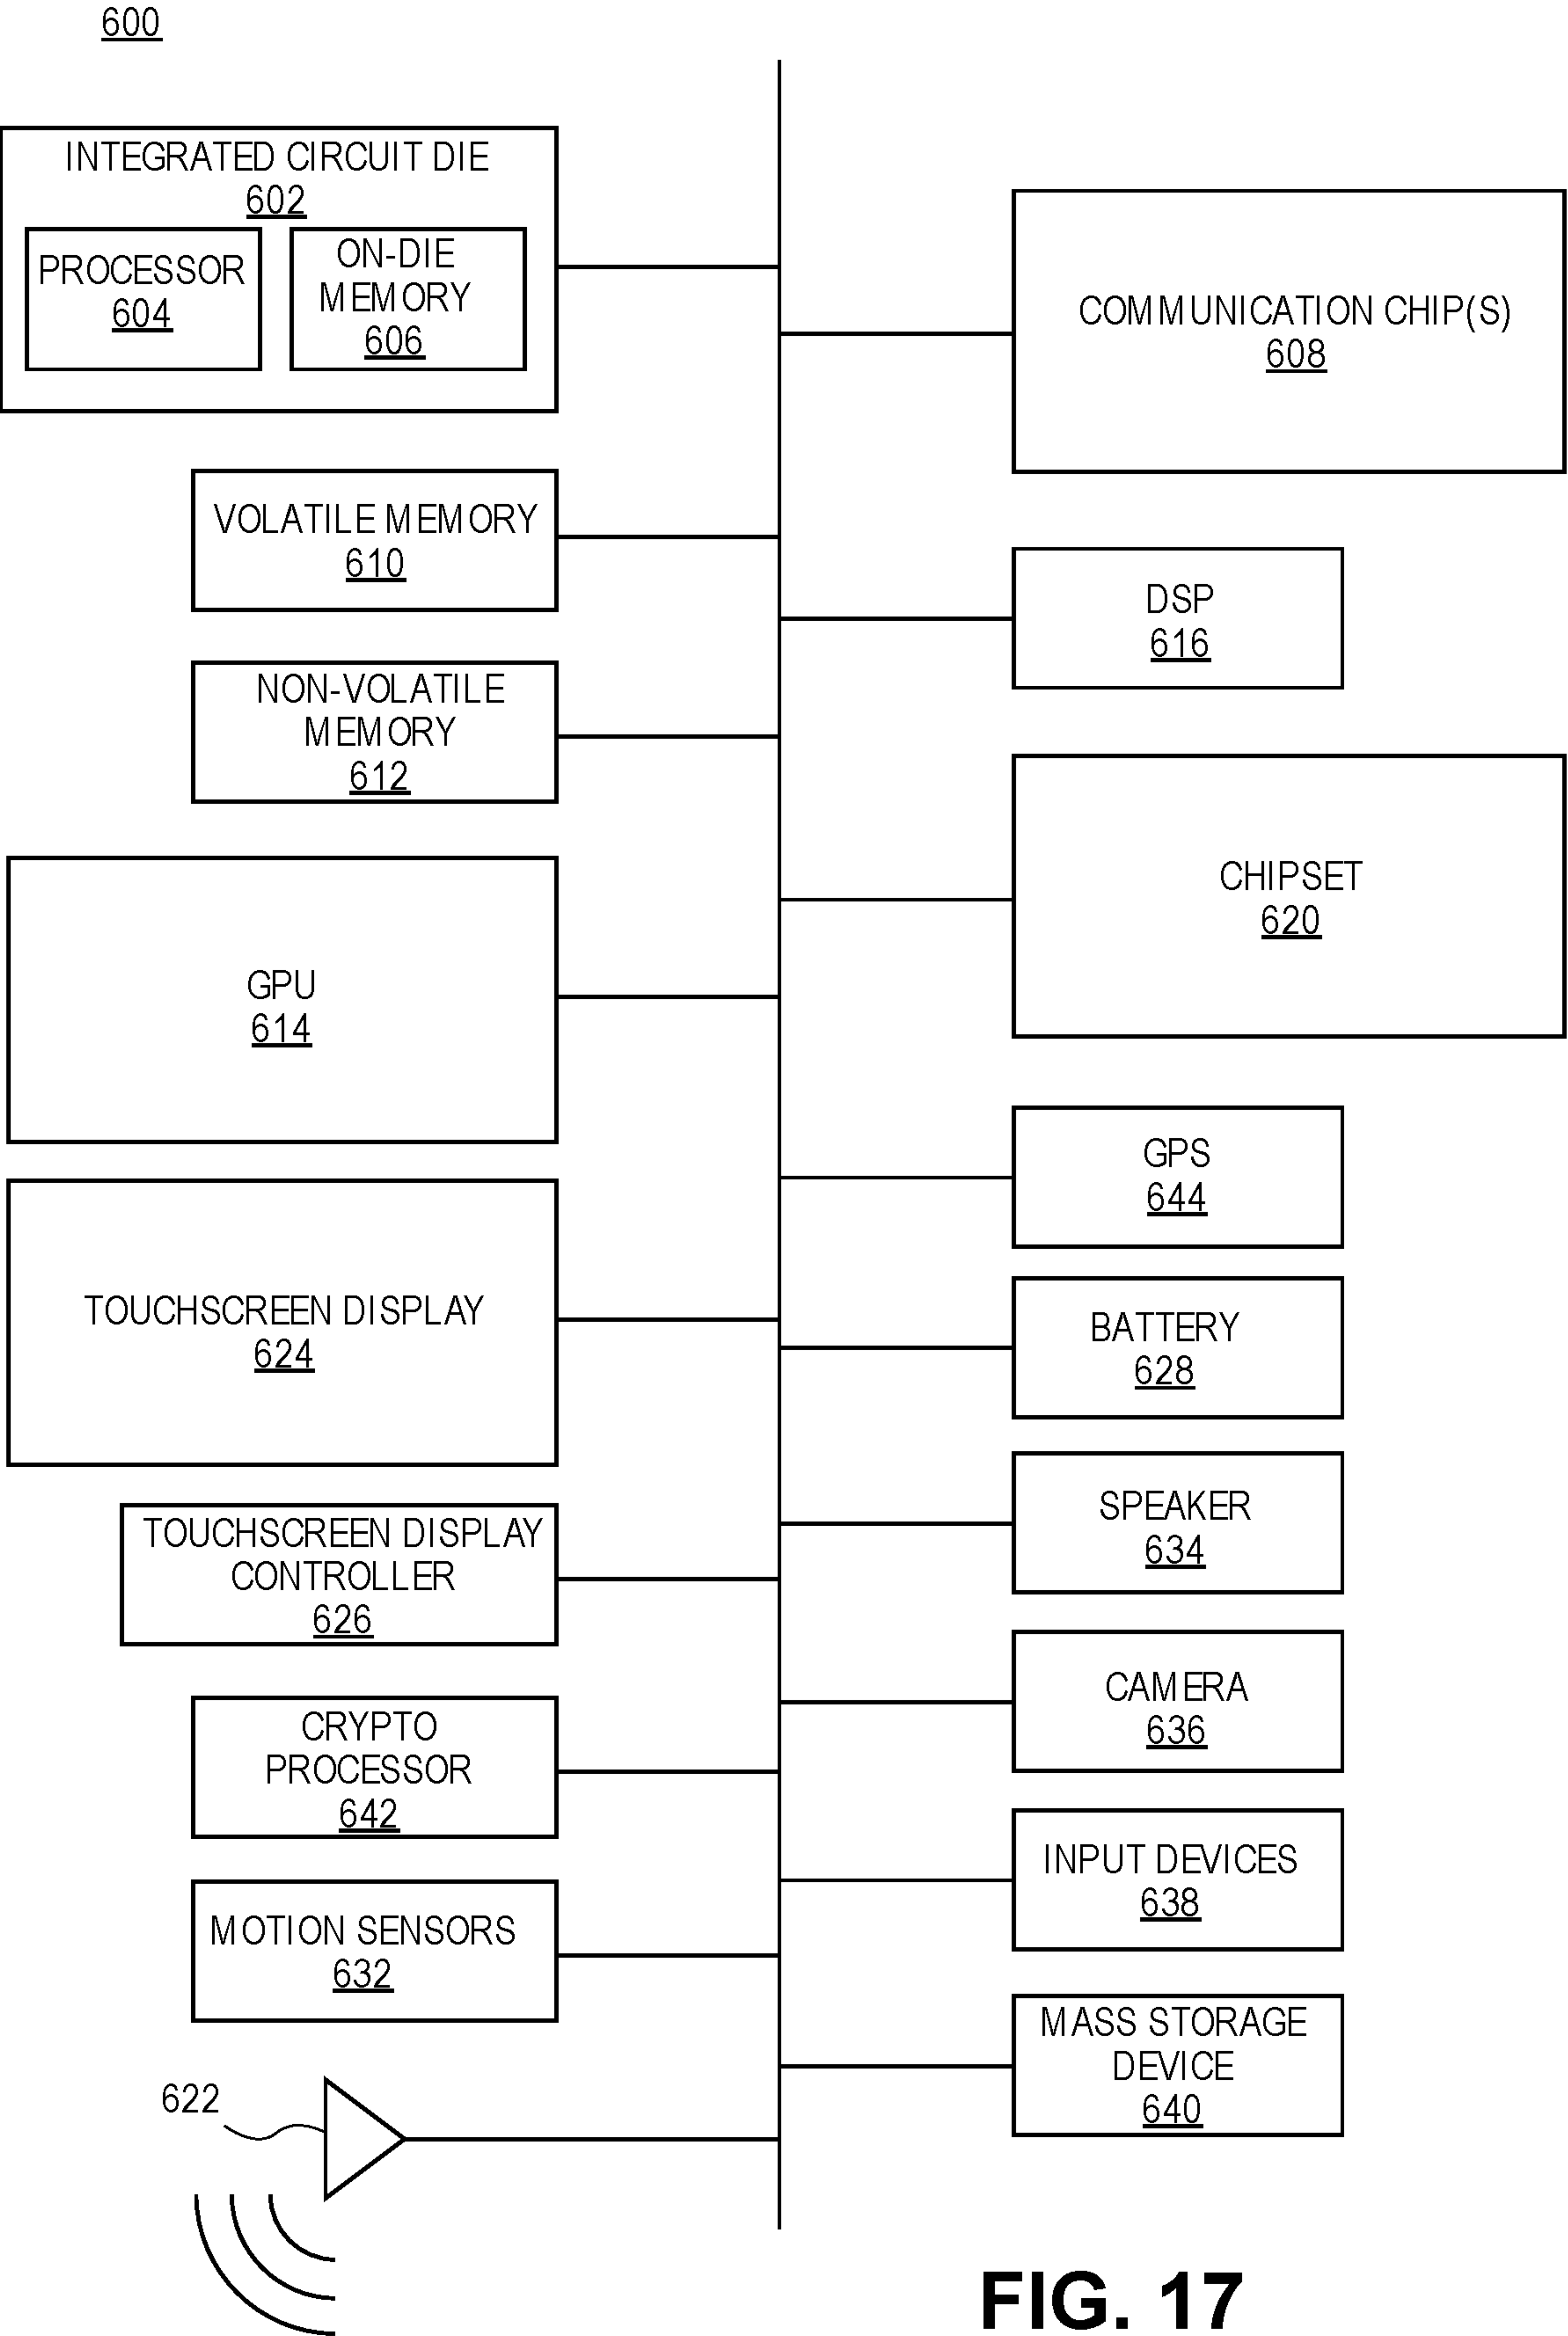 600
INTEGRATED CIRCUIT DIE
602
PROCESSOR
604
ON-DIE
MEMORY
606
VOLATILE MEMORY
610
NON-VOLATILE
MEMORY
612
GPU
614
TOUCHSCREEN DISPLAY
624
TOUCHSCREEN DISPLAY
CONTROLLER
626
CRYPTO
PROCESSOR
642
MOTION SENSORS
632
622
COMMUNICATION CHIP(S)
608
DSP
616
CHIPSET
620
GPS
644
BATTERY
628
SPEAKER
634
CAMERA
636
INPUT DEVICES
638
MASS STORAGE
DEVICE
640
FIG. 17